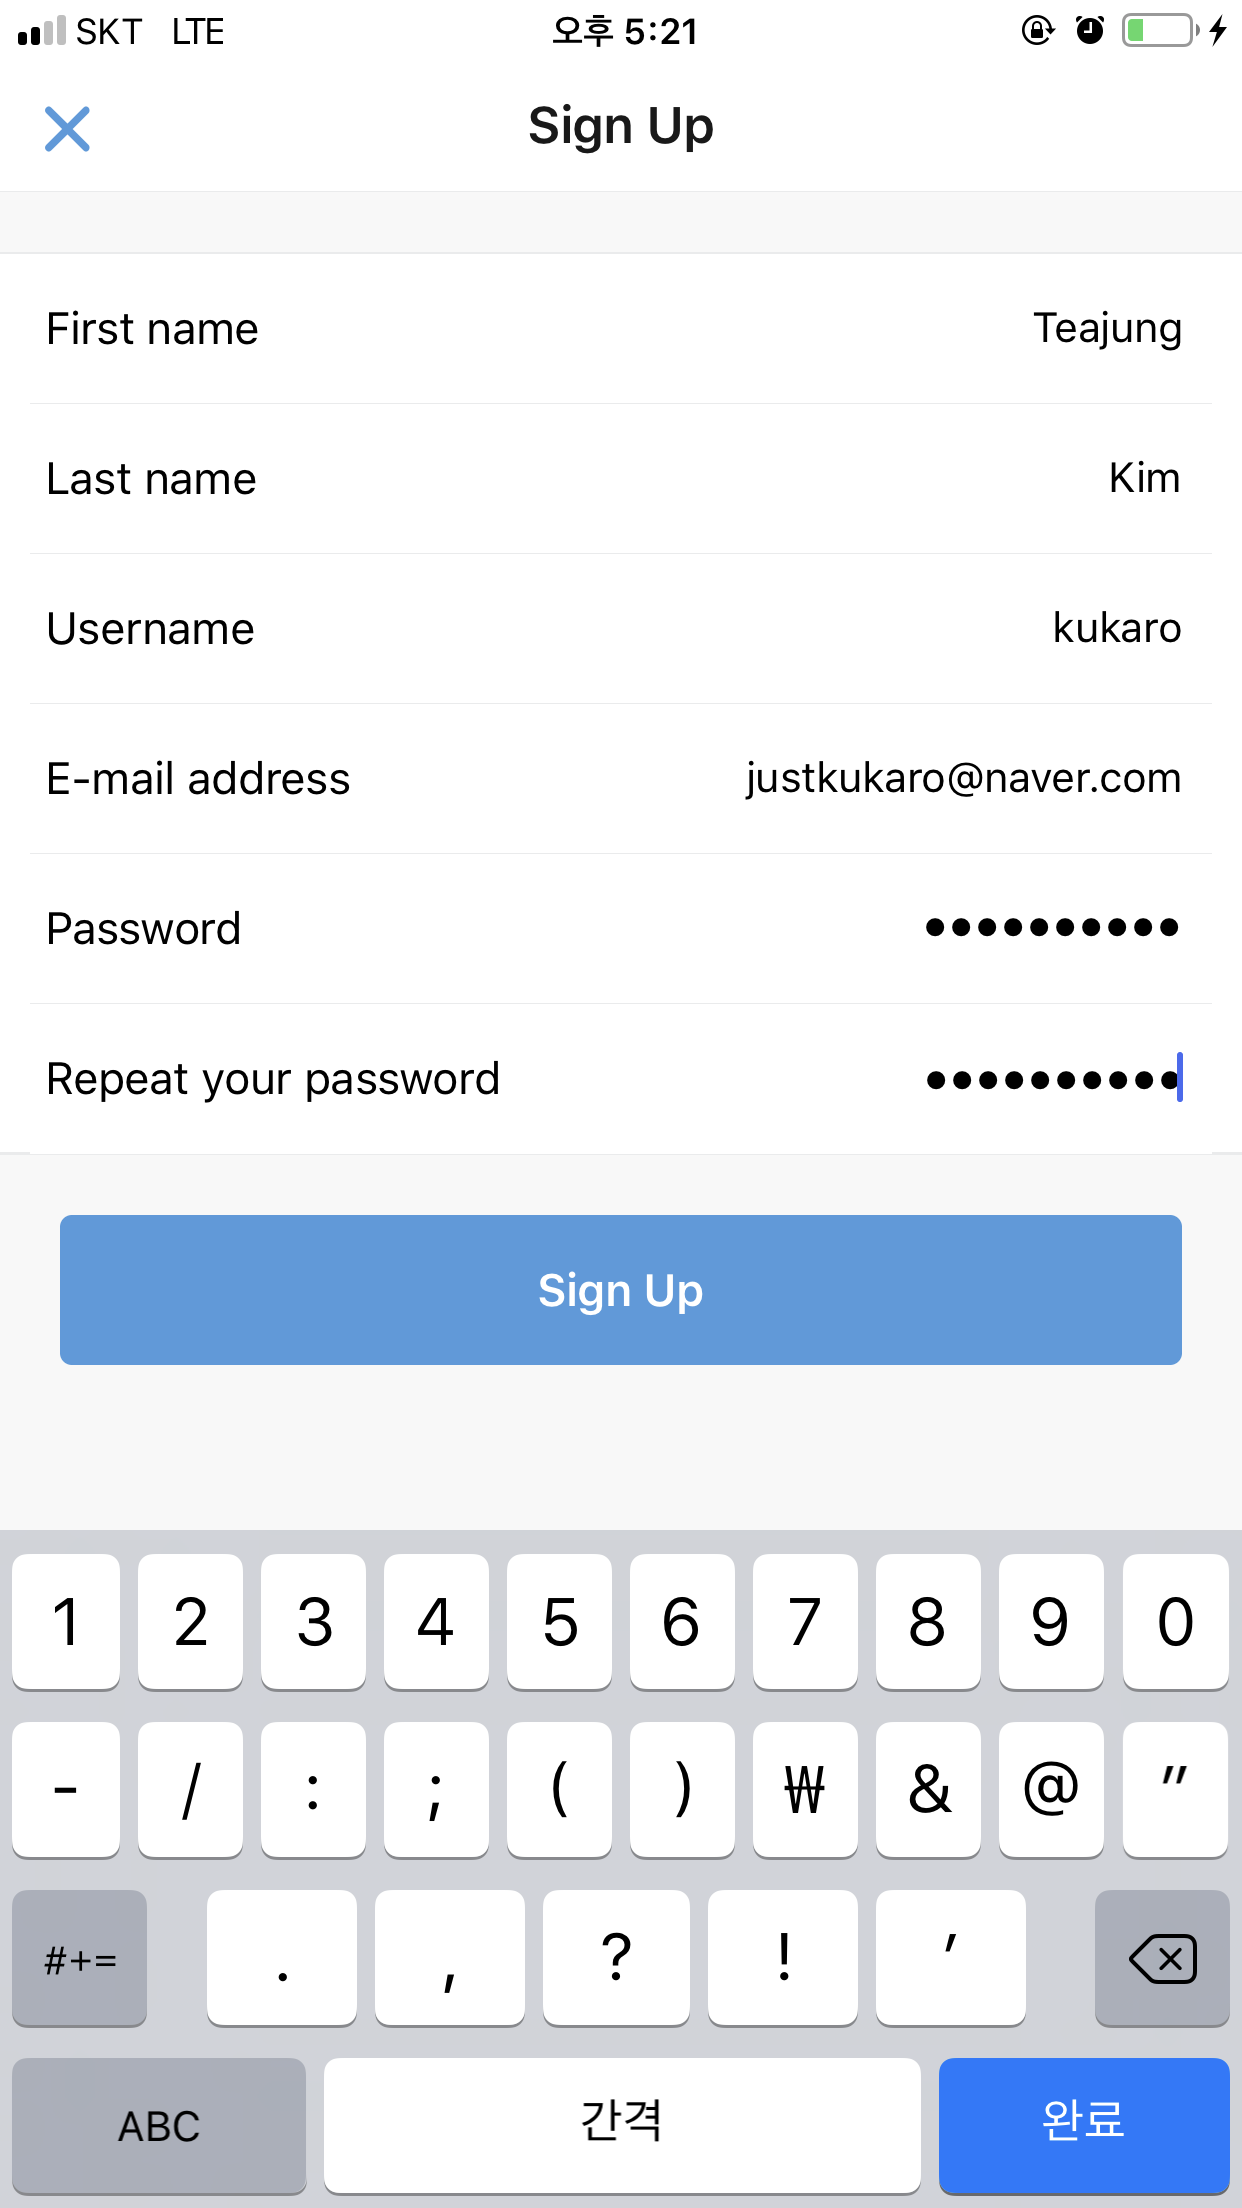 SKT LTE 오후 5:21
Sign Up
First name Teajung
Last name Kim
Username kukaro
E-mail address justkukaro@naver.com
Password ••••••••••
Repeat your password ••••••••••
Sign Up
1 2 3 4 5 6 7 8 9 0
- / : ; ( ) ₩ & @ "
#+= . , ? ! '
ABC 간격 완료